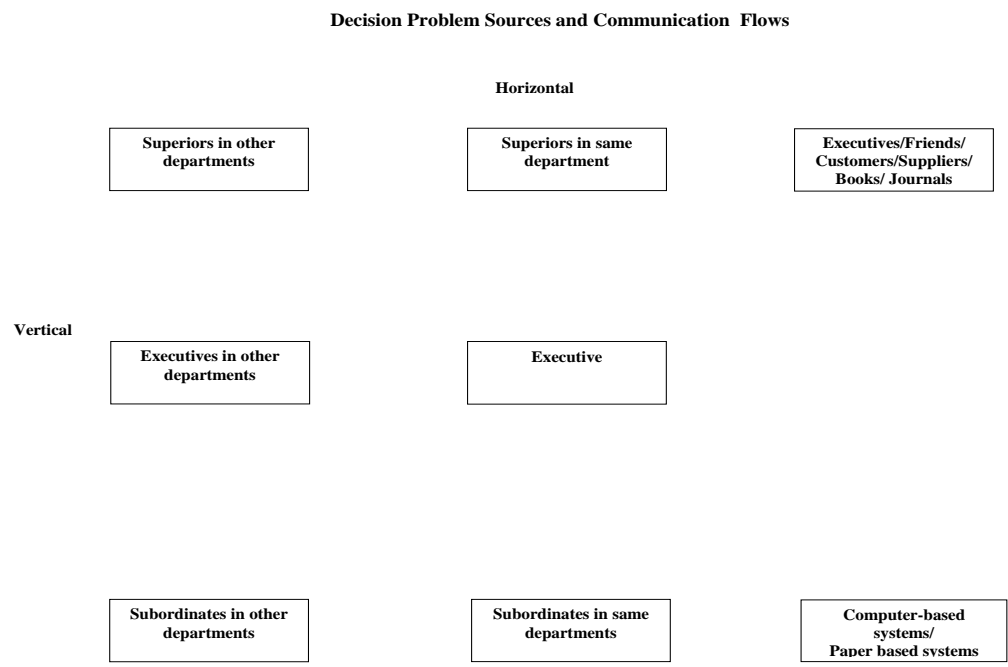 Decision Problem Sources and Communication Flows
Horizontal
Superiors in other
departments
Superiors in same
department
Executives/Friends/
Customers/Suppliers/
Books/ Journals
Vertical
Executives in other
departments
Executive
Subordinates in other
departments
Subordinates in same
departments
Computer-based
systems/
Paper based systems